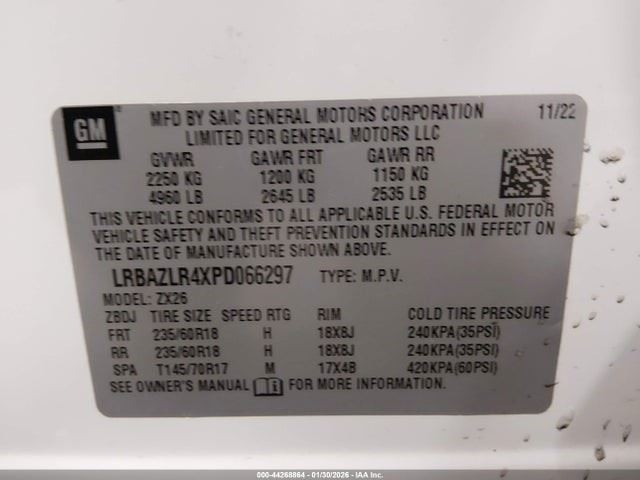 GM
MFD BY SAIC GENERAL MOTORS CORPORATION 11/22
LIMITED FOR GENERAL MOTORS LLC
GVWR GAWR FRT GAWR RR
2250 KG 1200 KG 1150 KG
4960 LB 2645 LB 2535 LB
THIS VEHICLE CONFORMS TO ALL APPLICABLE U.S. FEDERAL MOTOR
VEHICLE SAFETY AND THEFT PREVENTION STANDARDS IN EFFECT ON
THE DATE OF MANUFACTURE SHOWN ABOVE.
LRBAZLR4XPD066297 TYPE: M.P.V.
MODEL: ZX26
ZBDJ TIRE SIZE SPEED RTG RIM COLD TIRE PRESSURE
FRT 235/60R18 H 18X8J 240KPA(35PSI)
RR 235/60R18 H 18X8J 240KPA(35PSI)
SPA T145/70R17 M 17X4B 420KPA(60PSI)
SEE OWNER'S MANUAL FOR MORE INFORMATION.
000-44268864 - 01/30/2026 - IAAI Inc.